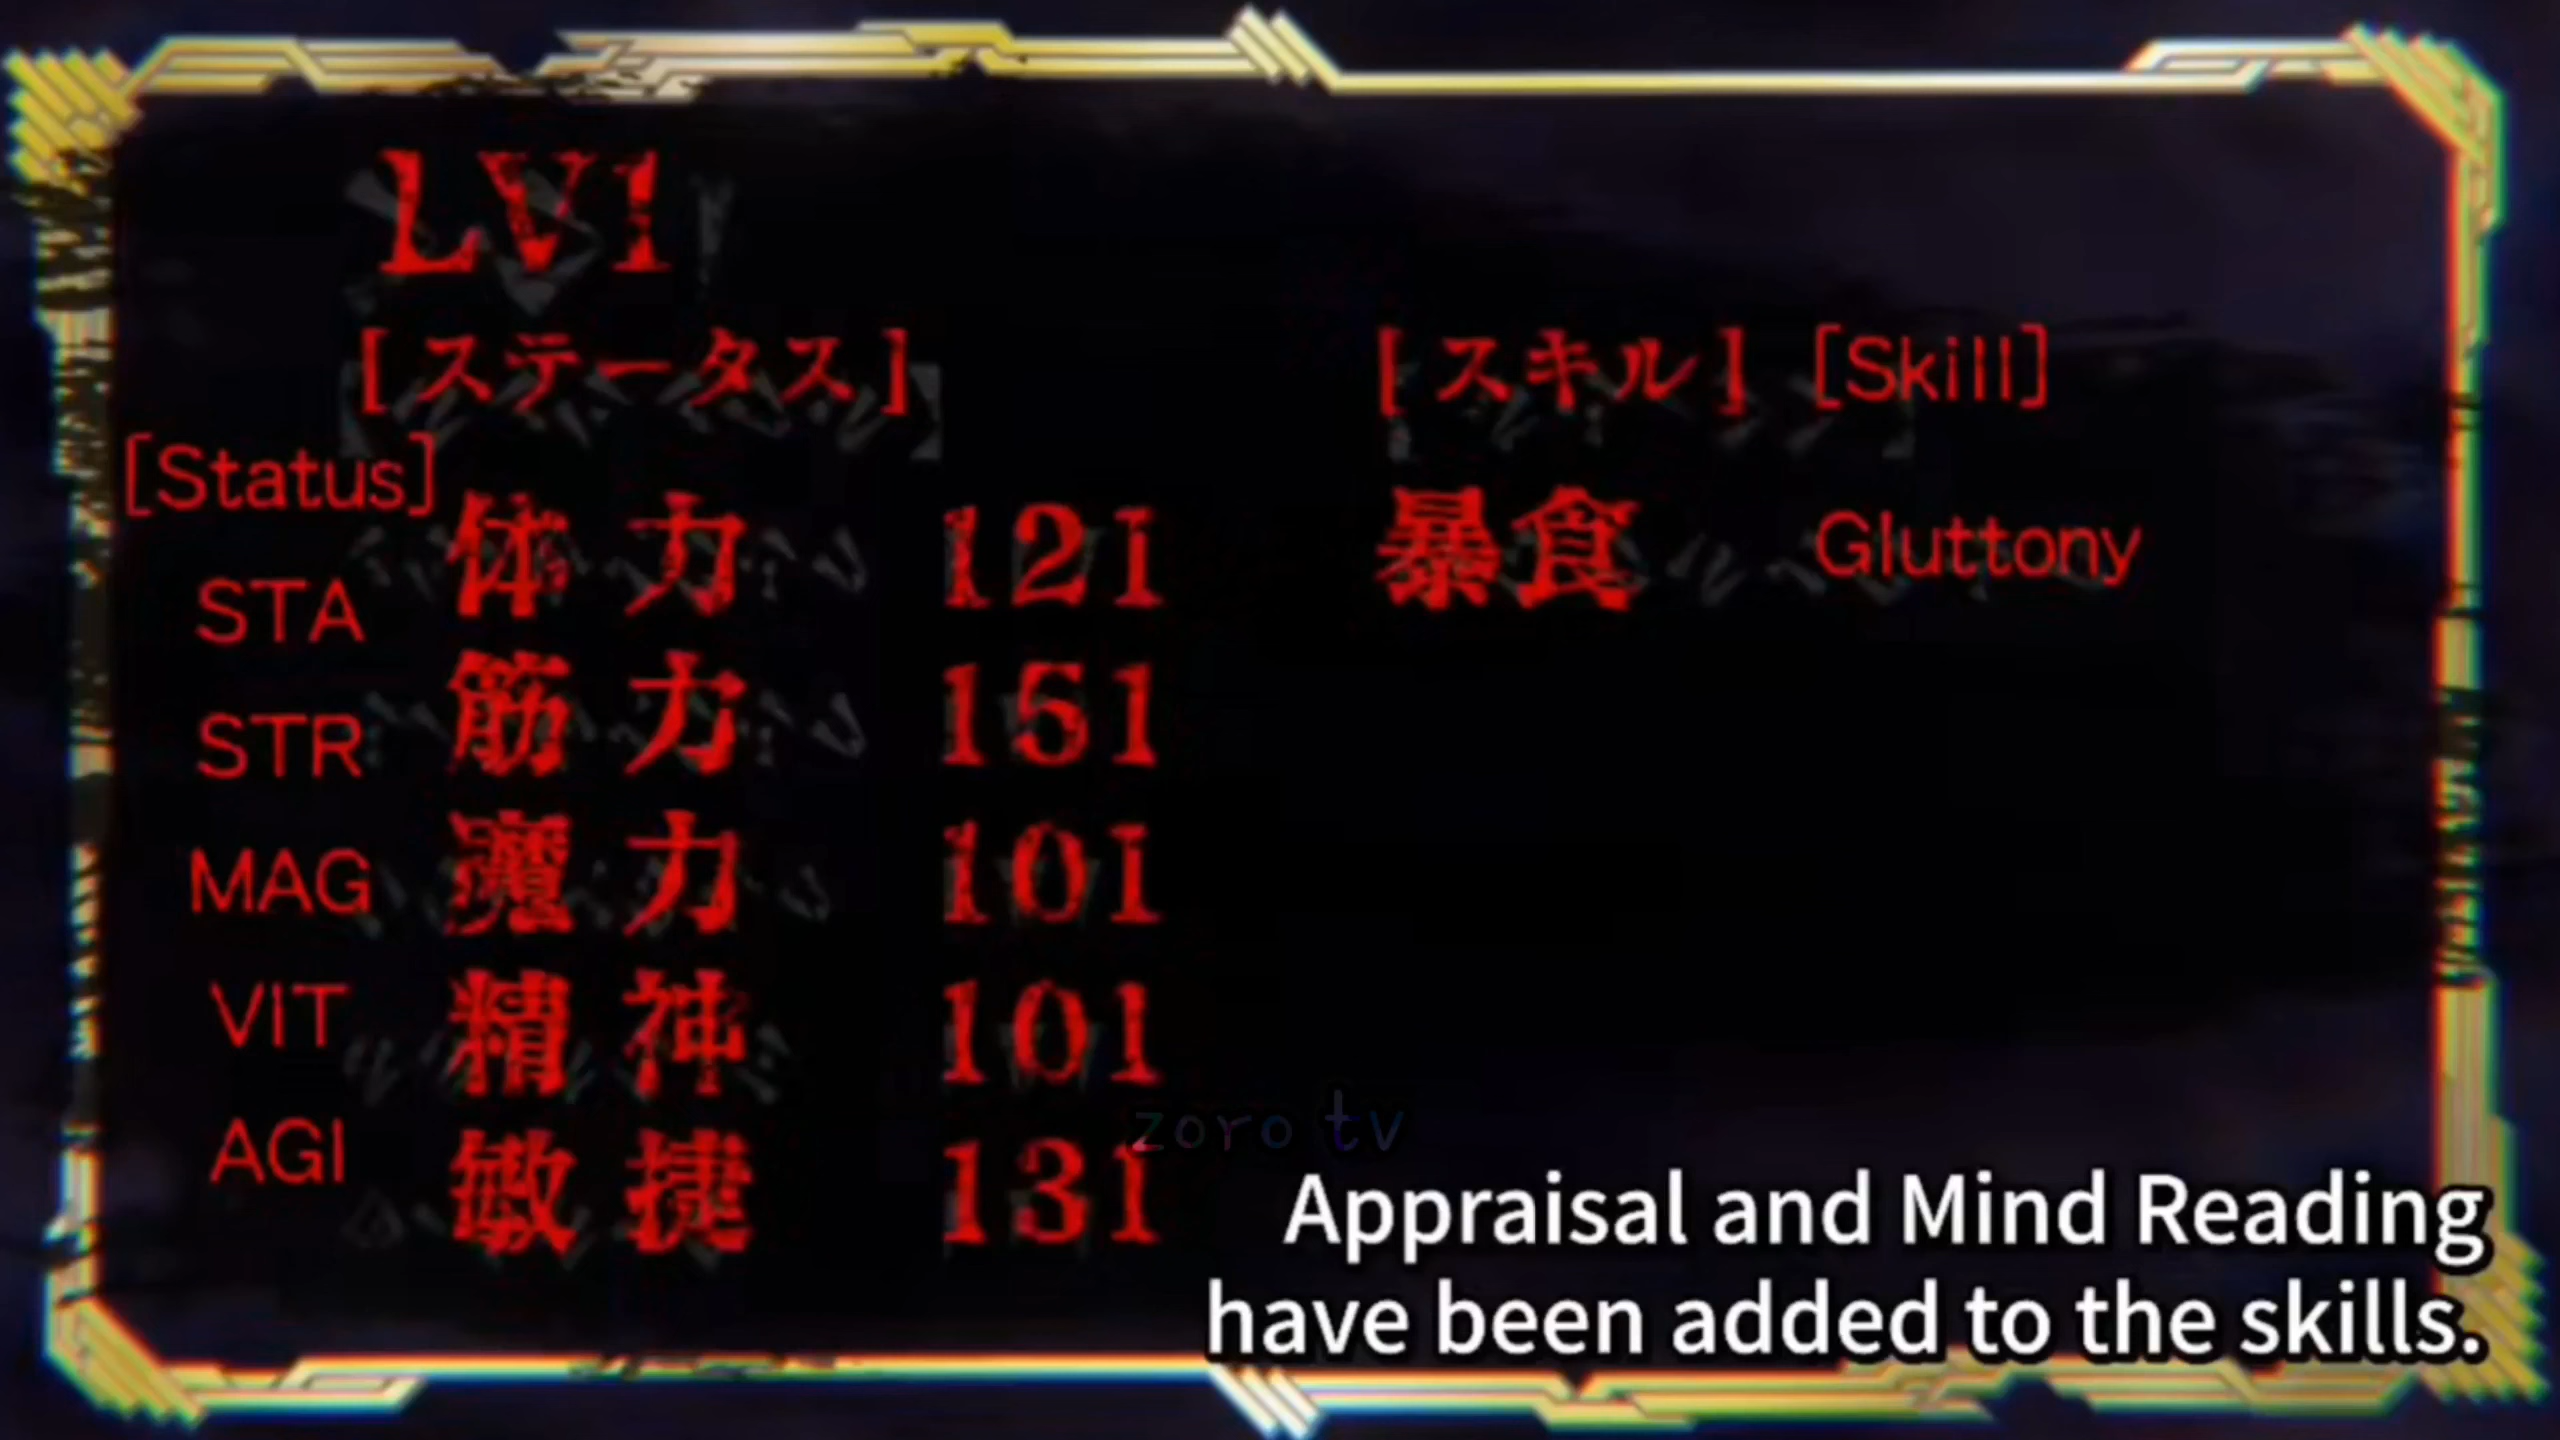 LV1
[ステータス]
[スキル] [Skill]
[Status]
体力 121
暴食 Gluttony
STA
筋力 151
STR
魔力 101
MAG
精神 101
VIT
敏捷 131
AGI
zoro tv
Appraisal and Mind Reading
have been added to the skills.